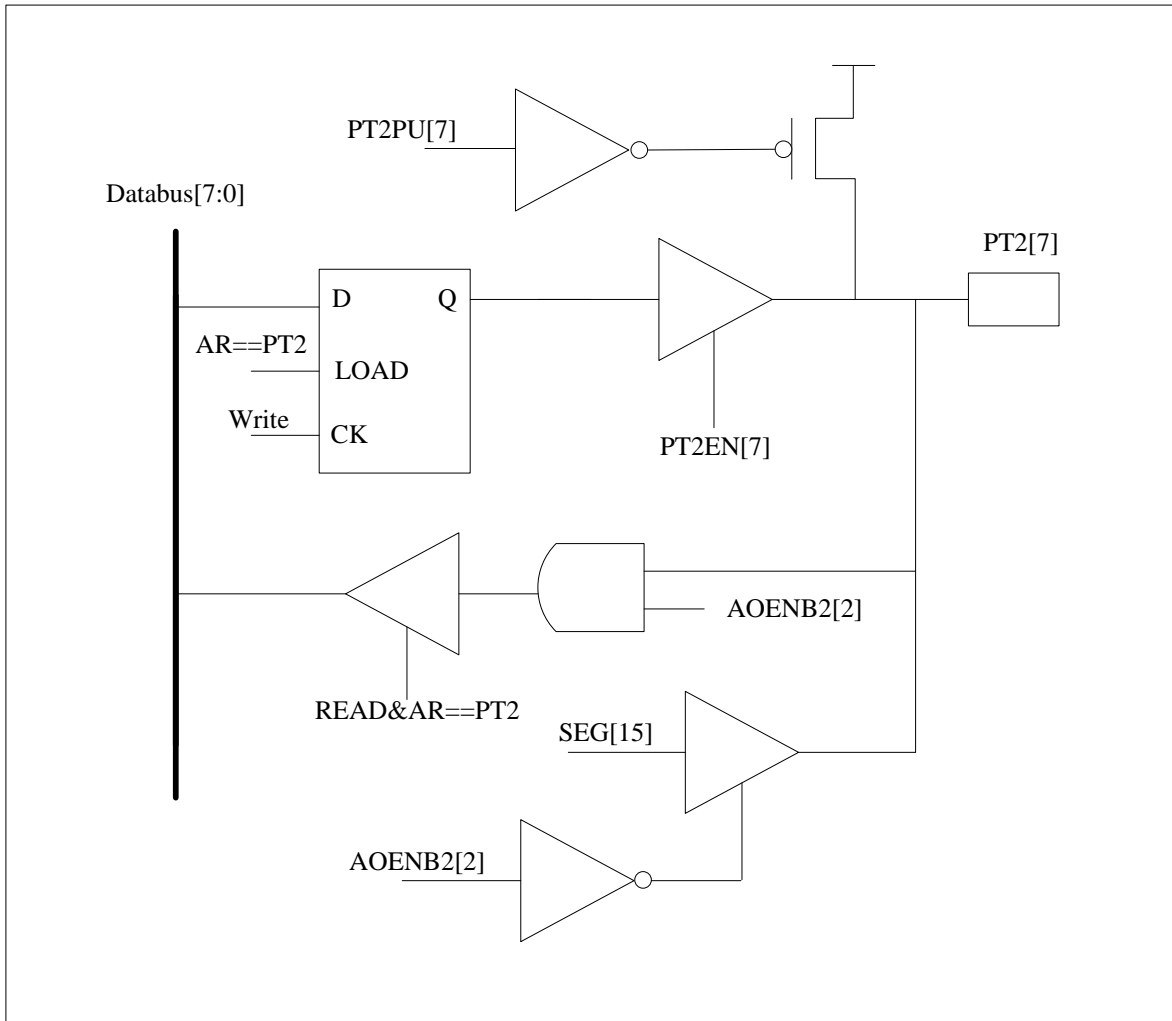 PT2PU[7]
Databus[7:0]
PT2[7]
D
Q
AR==PT2
LOAD
Write
CK
PT2EN[7]
AOENB2[2]
READ&AR==PT2
SEG[15]
AOENB2[2]